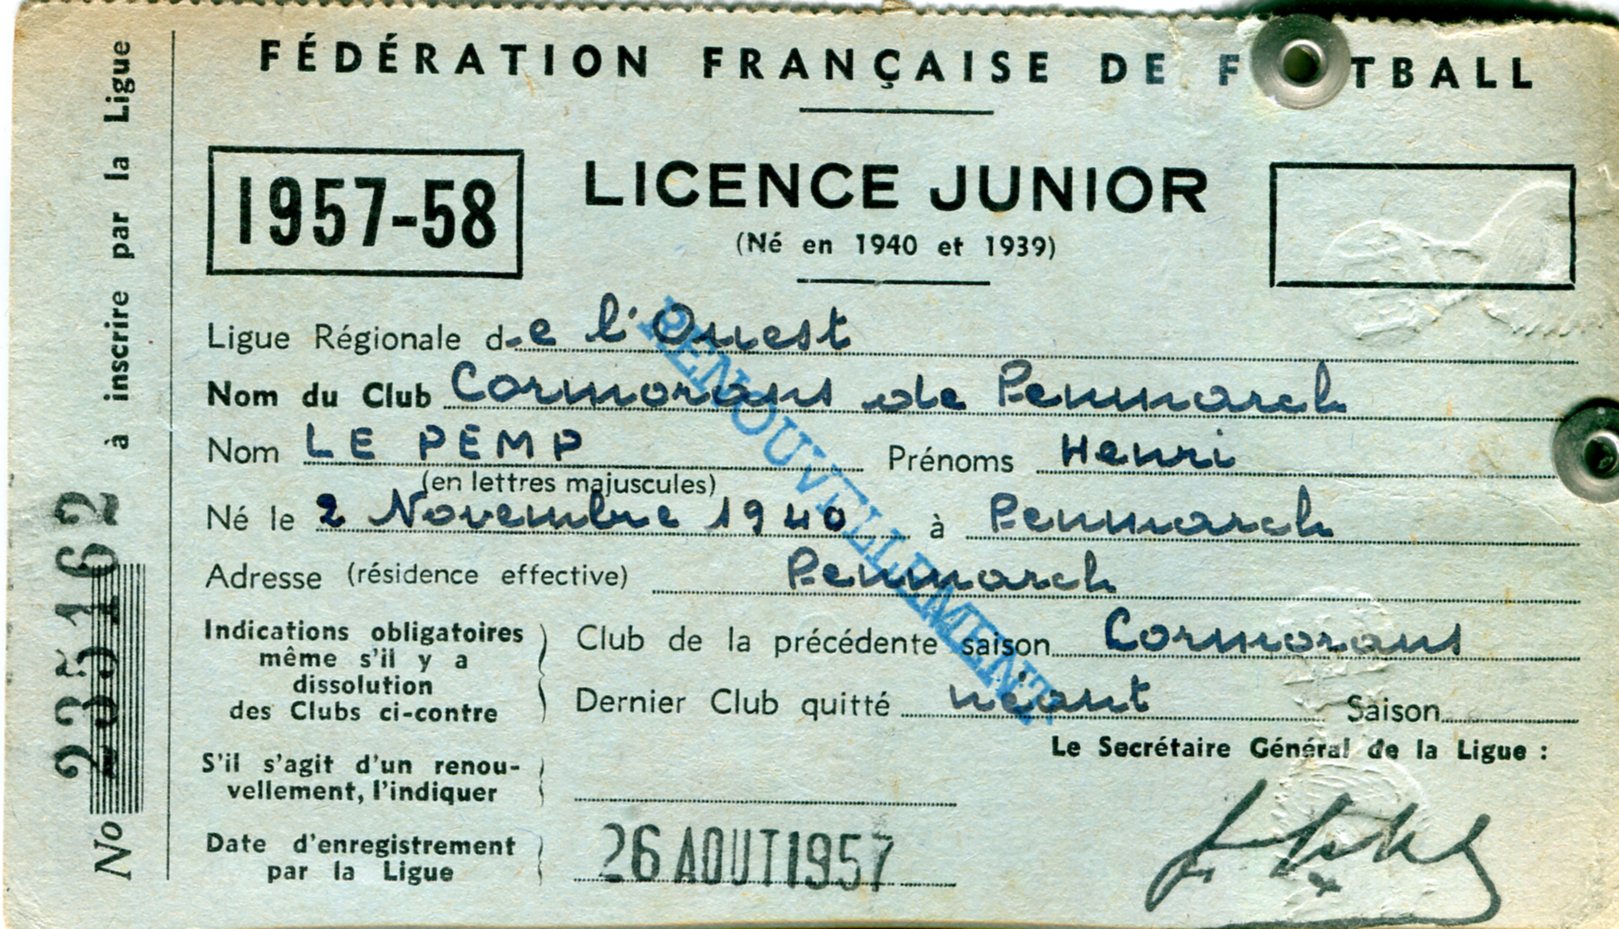 FÉDÉRATION FRANÇAISE DE F TBALL
1957-58
LICENCE JUNIOR
(Né en 1940 et 1939)
Ligue Régionale de l'Ouest
Nom du Club Cormorans de Penmarch
Nom LE PEMP Prénoms Henri
(en lettres majuscules)
Né le 2 Novembre 1940 à Penmarch
Adresse (résidence effective) Penmarch
Indications obligatoires
même s'il y a
dissolution
des Clubs ci-contre
Club de la précédente saison Cormorans
Dernier Club quitté néant Saison
Le Secrétaire Général de la Ligue :
S'il s'agit d'un renou-
vellement, l'indiquer
Date d'enregistrement
par la Ligue
26 AOUT 1957
RENOUVELLEMENT
No 235162
à inscrire par la Ligue